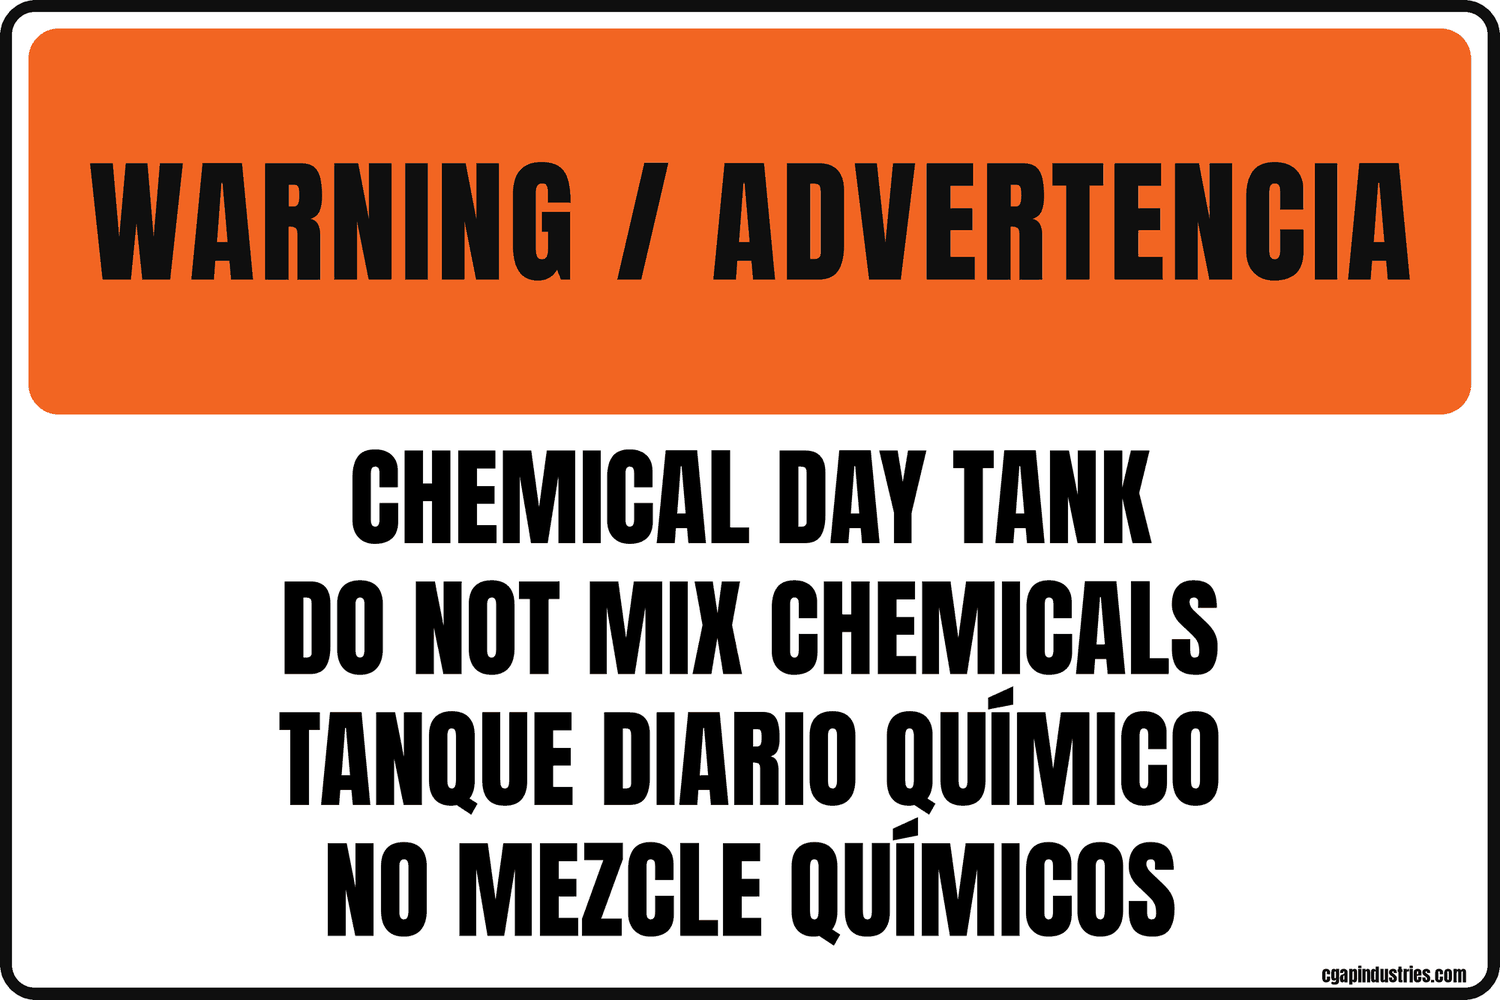 WARNING / ADVERTENCIA
CHEMICAL DAY TANK
DO NOT MIX CHEMICALS
TANQUE DIARIO QUÍMICO
NO MEZCLE QUÍMICOS
cgapindustries.com